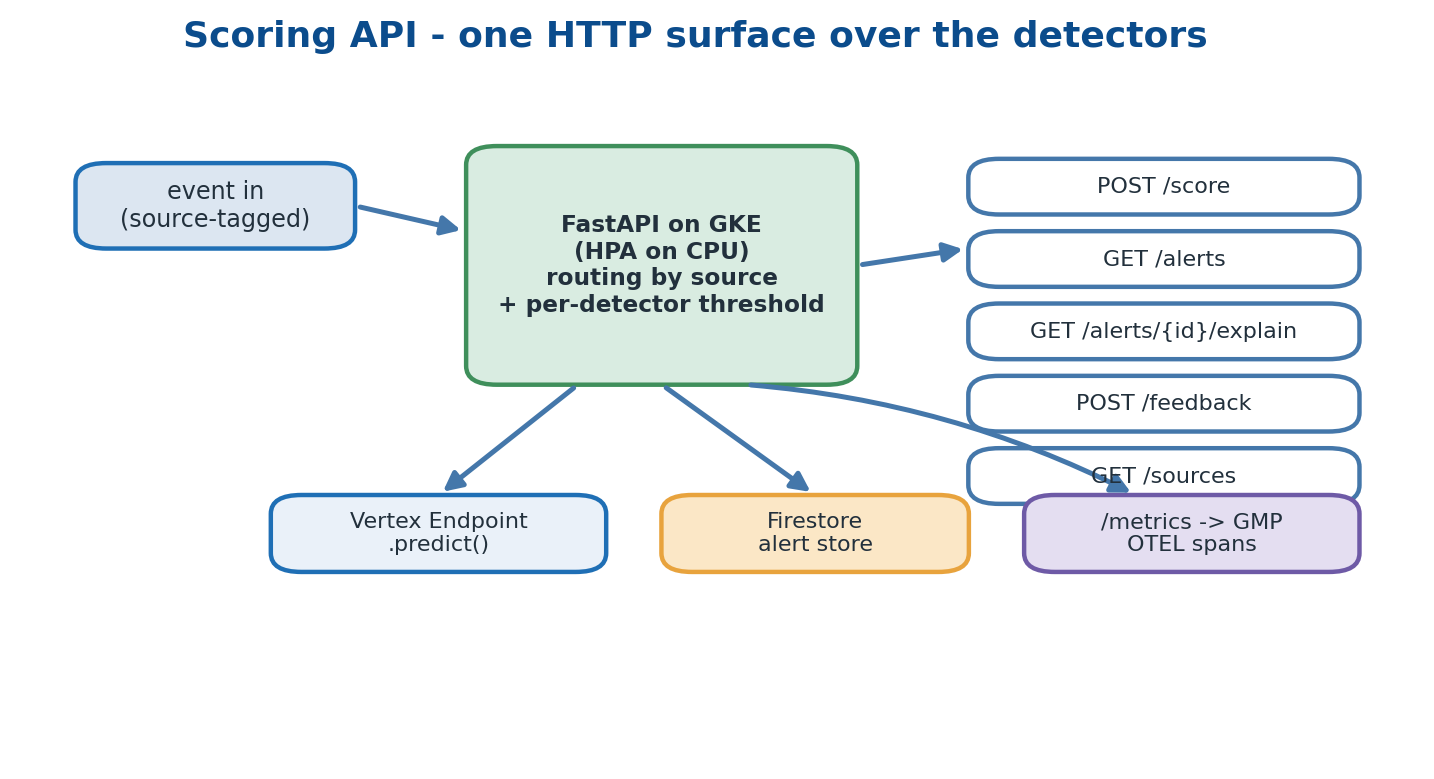 Scoring API - one HTTP surface over the detectors
event in
(source-tagged)
FastAPI on GKE
(HPA on CPU)
routing by source
+ per-detector threshold
POST /score
GET /alerts
GET /alerts/{id}/explain
POST /feedback
GET /sources
Vertex Endpoint
.predict()
Firestore
alert store
/metrics -> GMP
OTEL spans